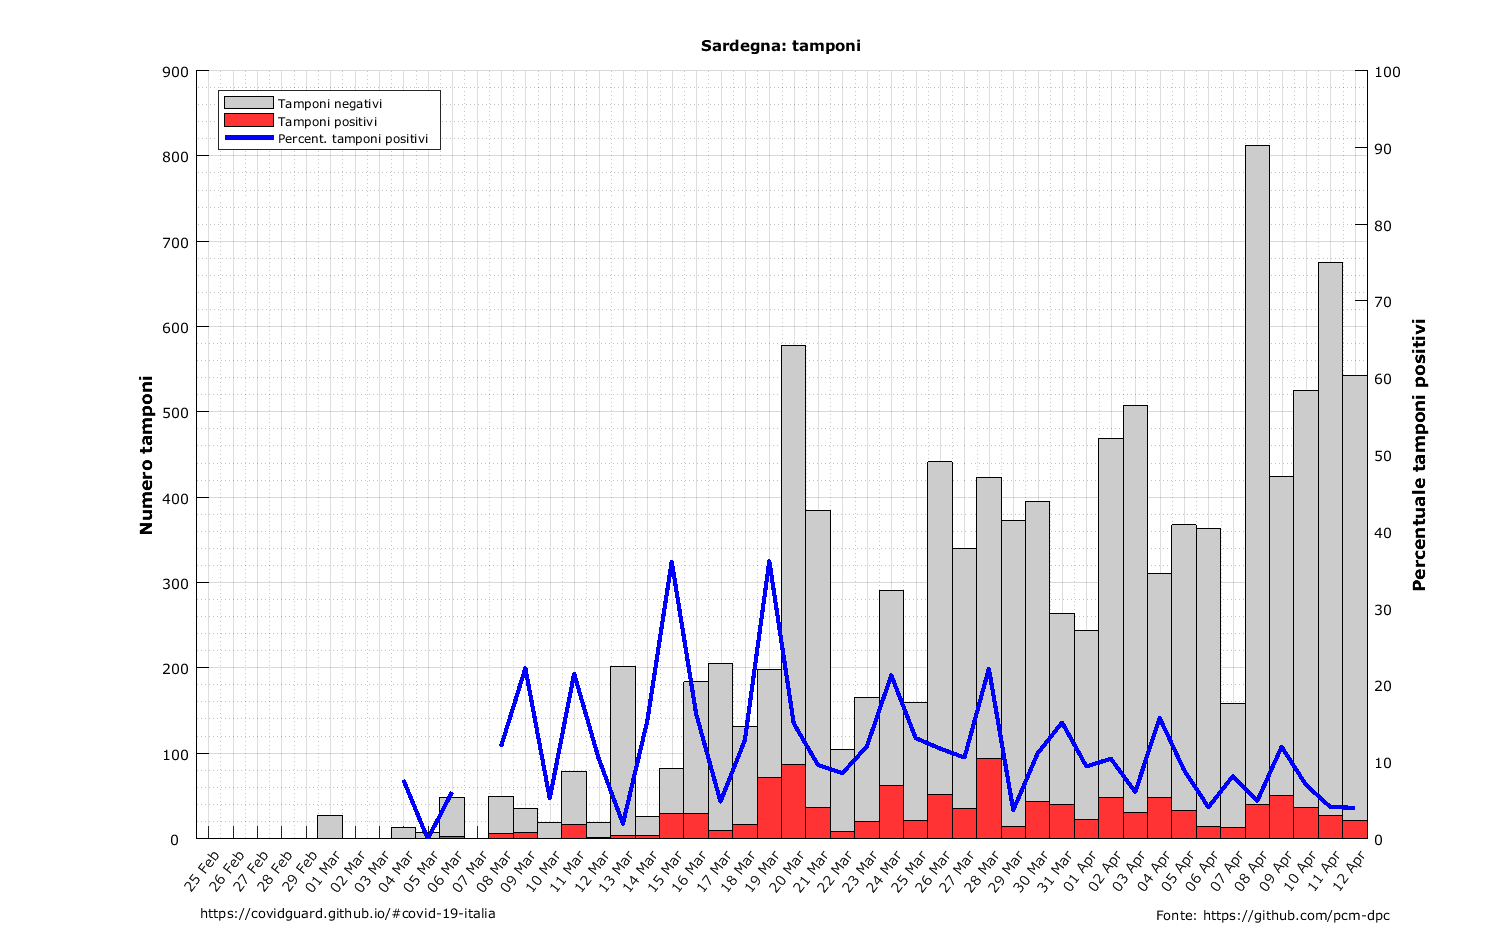 Sardegna: tamponi
900
800
700
600
500
400
300
200
100
0
Numero tamponi
Tamponi negativi
Tamponi positivi
Percent. tamponi positivi
100
90
80
70
60
50
40
30
20
10
0
Percentuale tamponi positivi
25 Feb
26 Feb
27 Feb
28 Feb
29 Feb
01 Mar
02 Mar
03 Mar
04 Mar
05 Mar
06 Mar
07 Mar
08 Mar
09 Mar
10 Mar
11 Mar
12 Mar
13 Mar
14 Mar
15 Mar
16 Mar
17 Mar
18 Mar
19 Mar
20 Mar
21 Mar
22 Mar
23 Mar
24 Mar
25 Mar
26 Mar
27 Mar
28 Mar
29 Mar
30 Mar
31 Mar
01 Apr
02 Apr
03 Apr
04 Apr
05 Apr
06 Apr
07 Apr
08 Apr
09 Apr
10 Apr
11 Apr
12 Apr
https://covidguard.github.io/#covid-19-italia
Fonte: https://github.com/pcm-dpc